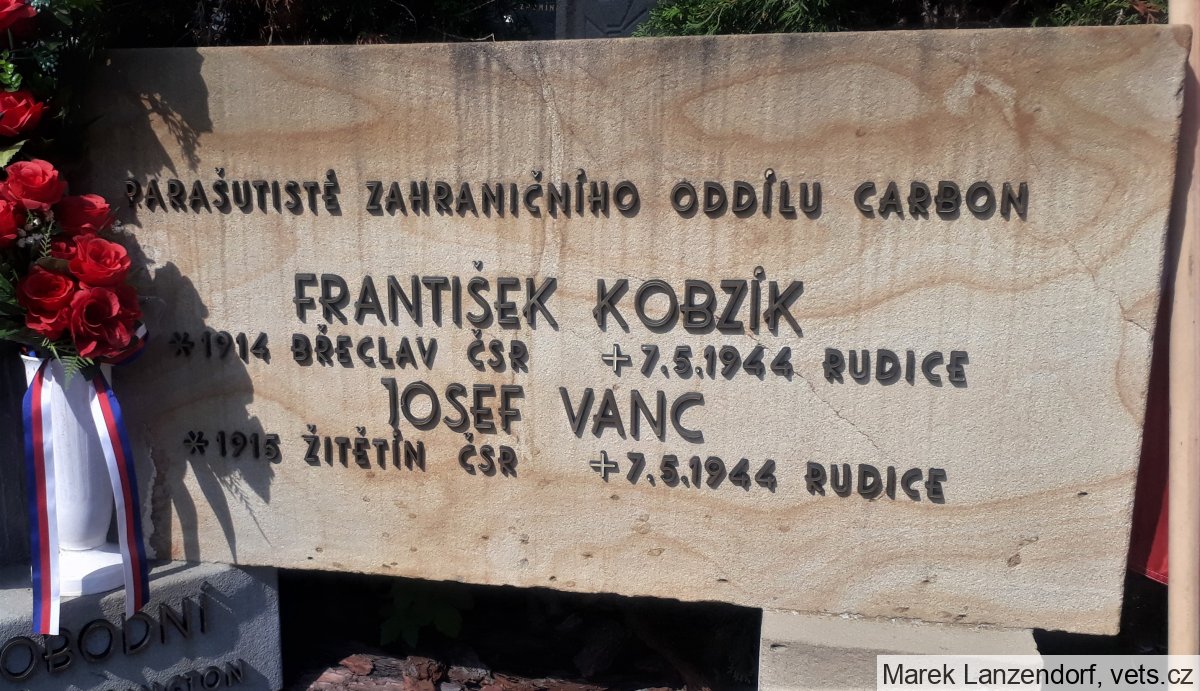 PARAŠUTISTÉ ZAHRANIČNÍHO ODDÍLU CARBON
FRANTIŠEK KOBZÍK
*1914 BŘECLAV ČSR +7.5.1944 RUDICE
JOSEF VANC
*1915 ŽITĚTÍN ČSR +7.5.1944 RUDICE
OBODNÍ
Marek Lanzendorf, vets.cz